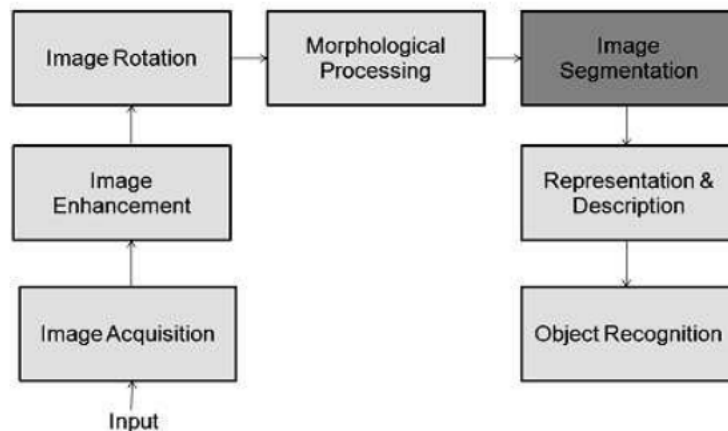 Image Rotation
Morphological
Processing
Image
Segmentation
Image
Enhancement
Representation &
Description
Image Acquisition
Object Recognition
Input